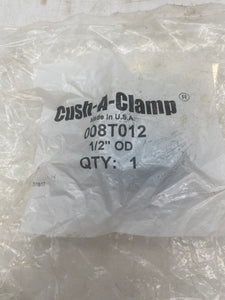 Cush-A-Clamp®
Made in U.S.A.
008T012
1/2" OD
QTY: 1